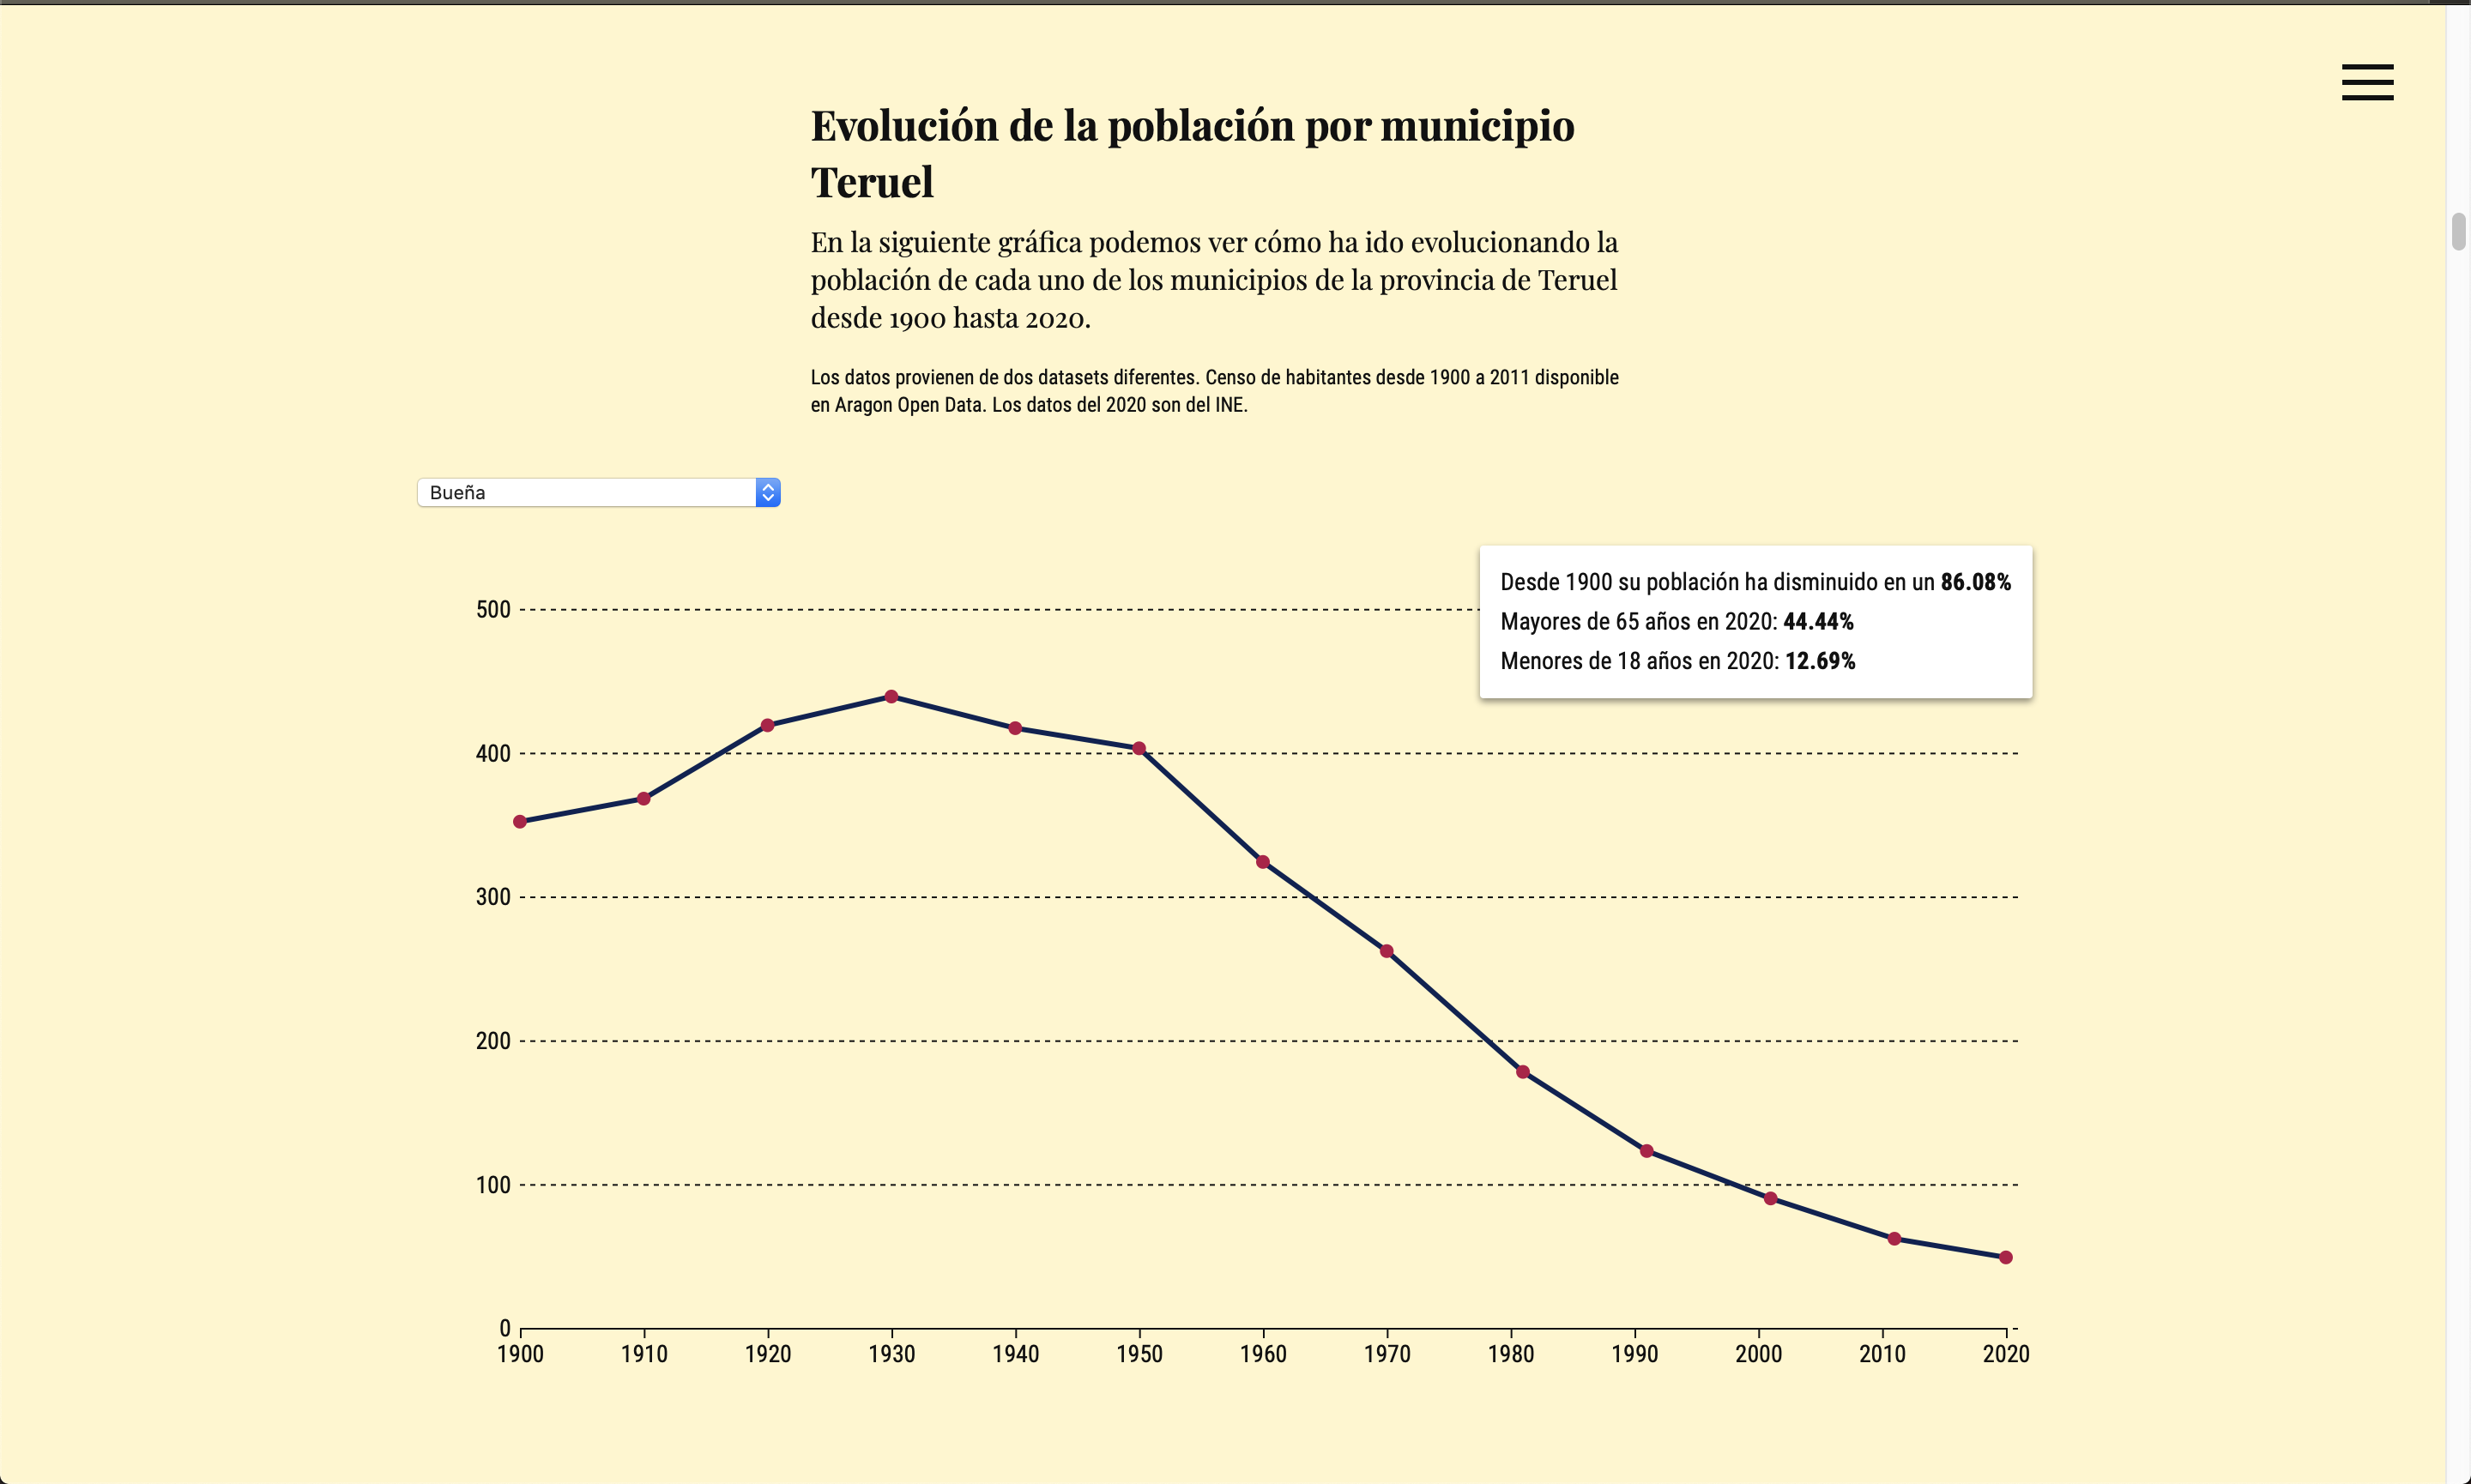 Evolución de la población por municipio
Teruel
En la siguiente gráfica podemos ver cómo ha ido evolucionando la
población de cada uno de los municipios de la provincia de Teruel
desde 1900 hasta 2020.
Los datos provienen de dos datasets diferentes. Censo de habitantes desde 1900 a 2011 disponible
en Aragon Open Data. Los datos del 2020 son del INE.
Bueña
Desde 1900 su población ha disminuido en un 86.08%
Mayores de 65 años en 2020: 44.44%
Menores de 18 años en 2020: 12.69%
500
400
300
200
100
0
1900 1910 1920 1930 1940 1950 1960 1970 1980 1990 2000 2010 2020